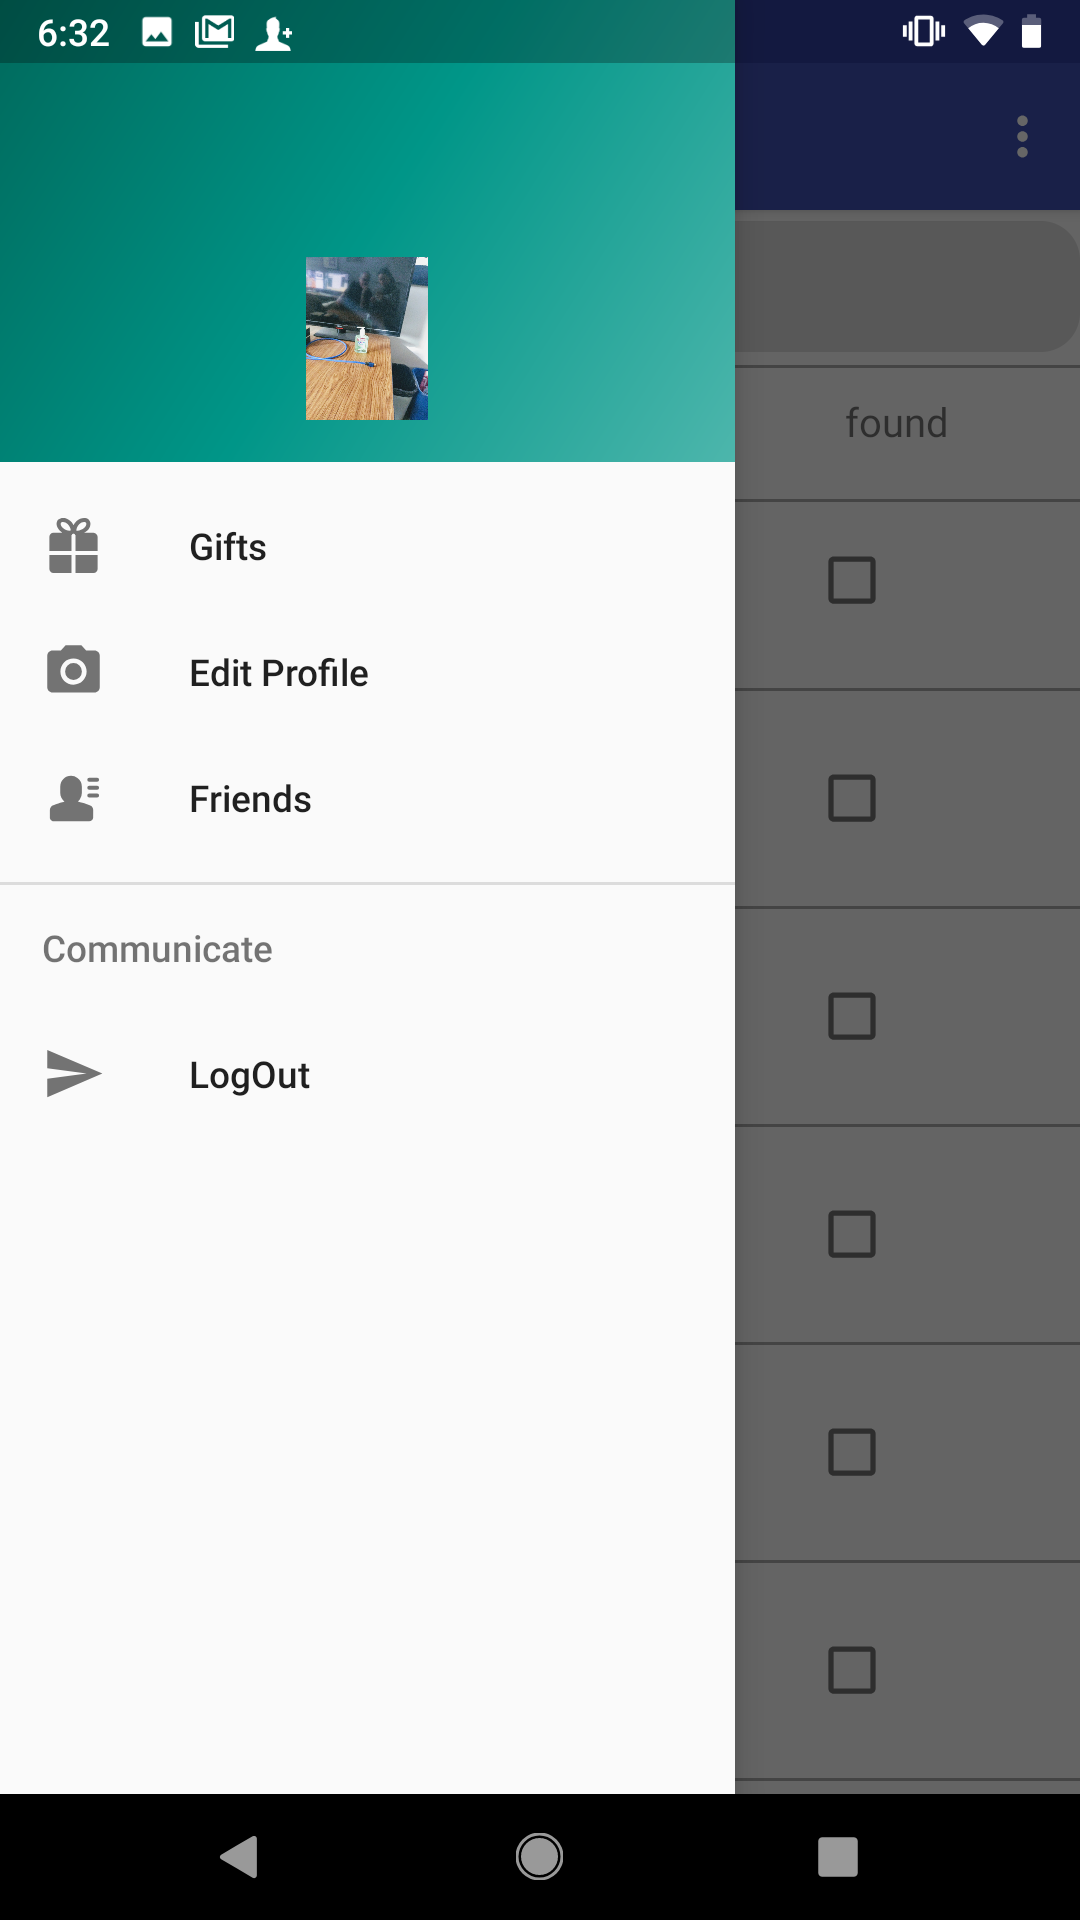 6:32
found
Gifts
Edit Profile
Friends
Communicate
LogOut